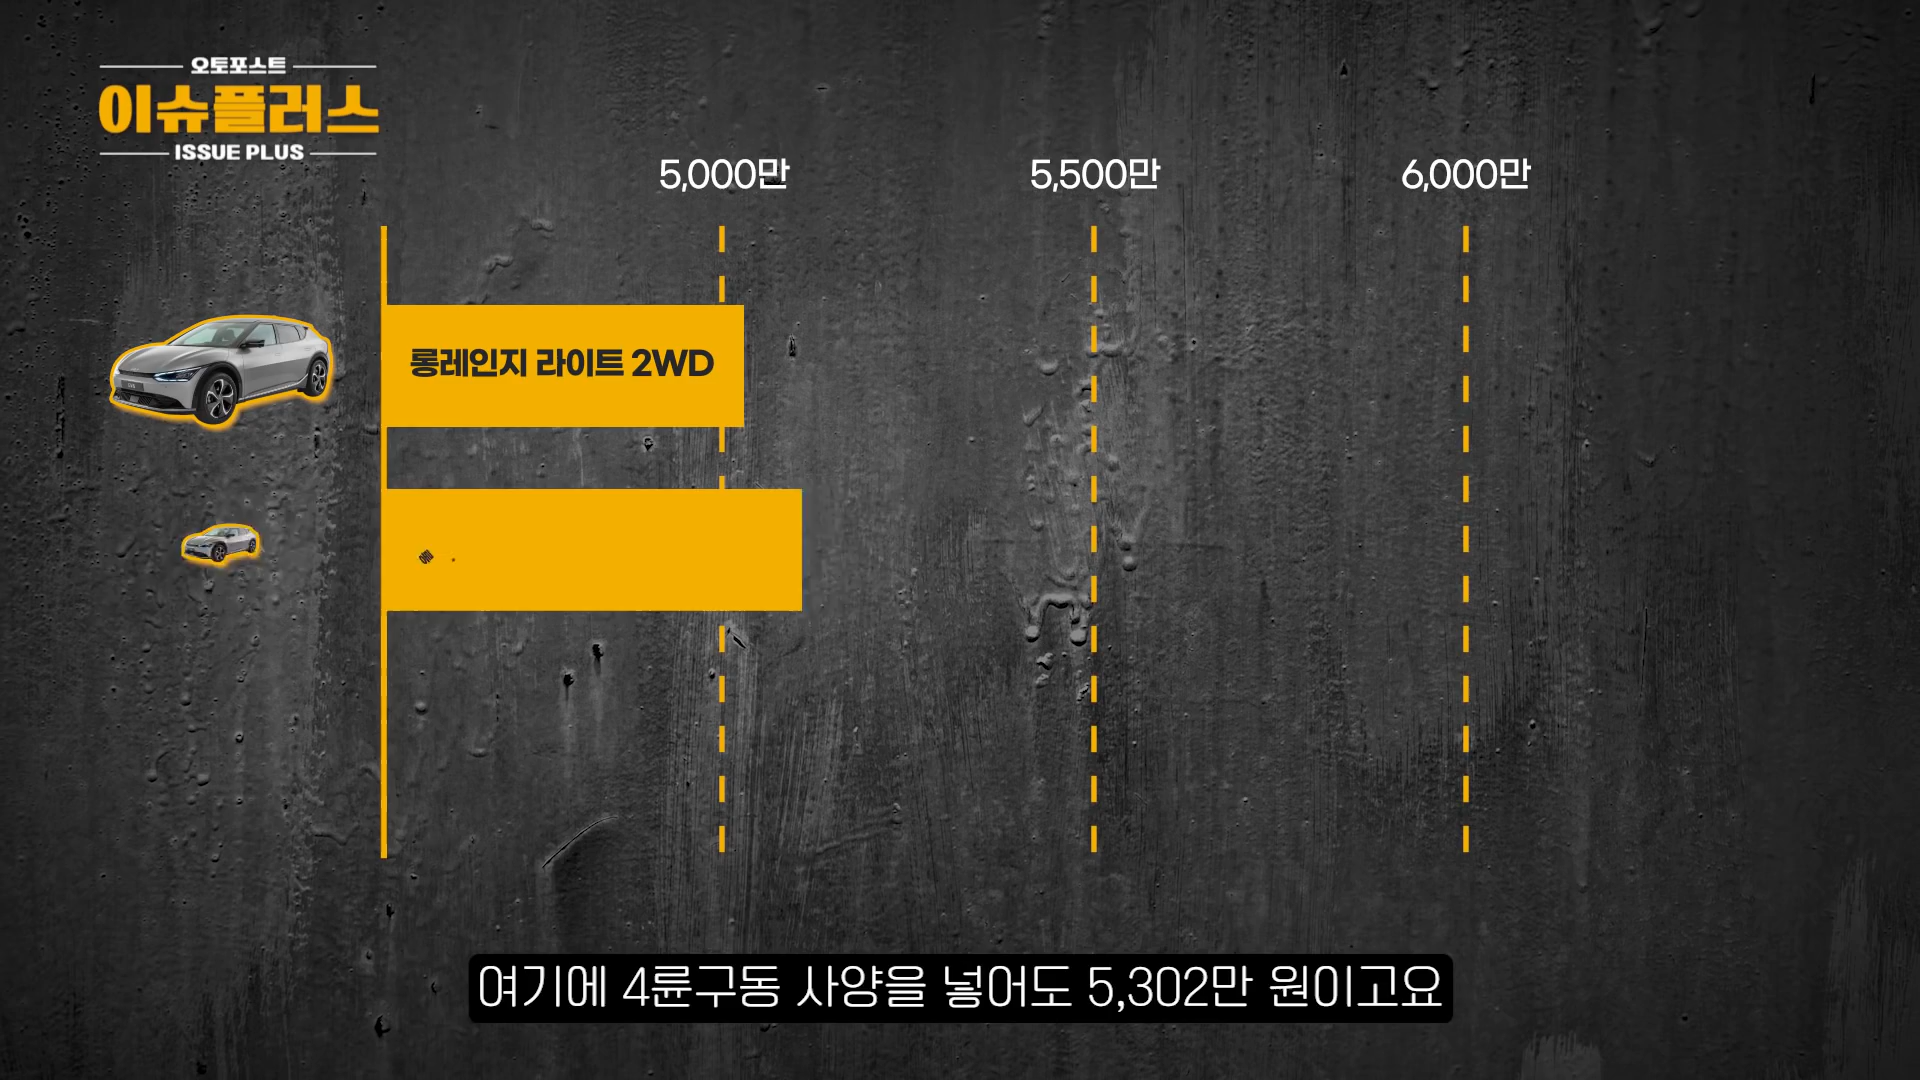 오토포스트
이슈플러스
ISSUE PLUS
5,000만 5,500만 6,000만
롱레인지 라이트 2WD
여기에 4륜구동 사양을 넣어도 5,302만 원이고요